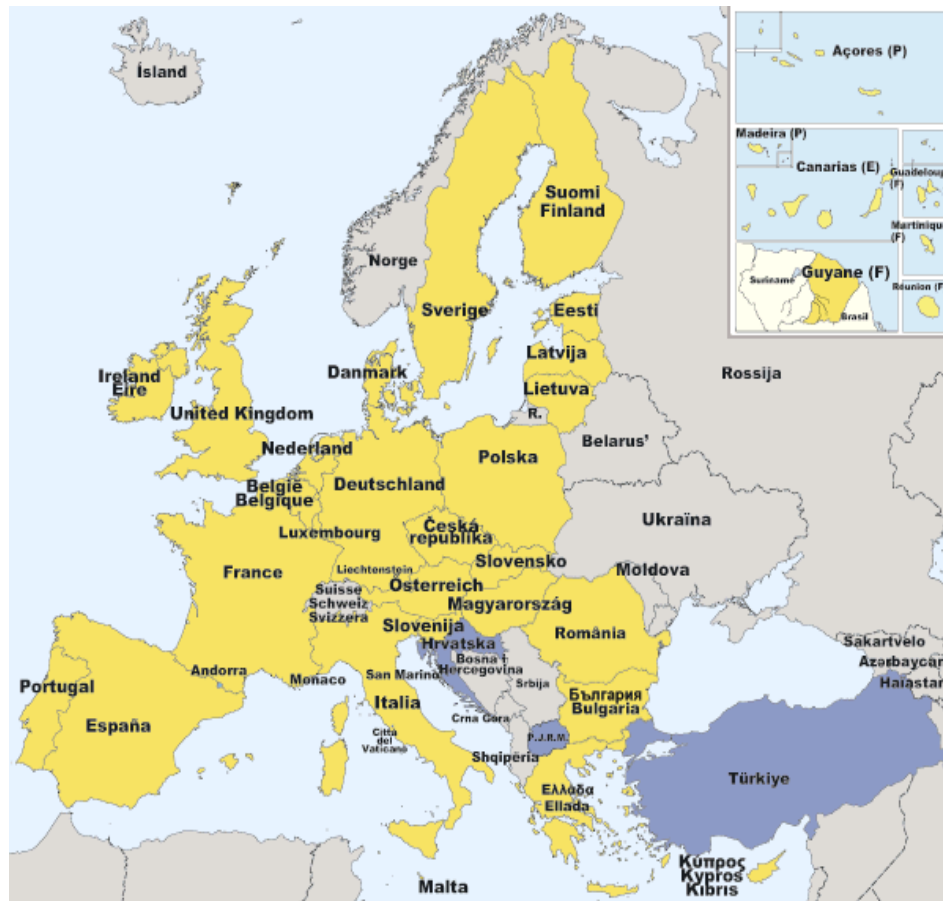 Ísland
Açores (P)
Madeira (P)
Canarias (E)
Guadeloup
(F)
Martinique
(F)
Guyane (F)
Suriname
Brasil
Réunion (F
Suomi
Finland
Norge
Sverige
Eesti
Latvija
Lietuva
R.
Danmark
Rossija
Ireland
Éire
United Kingdom
Nederland
Belarus’
Polska
België
Belgique
Deutschland
Luxembourg
Česká
republika
Ukraïna
Slovensko
Moldova
Liechtenstein
France
Suisse
Schweiz
Svizzera
Österreich
Magyarország
Slovenija
România
Hrvatska
Bosna i
Hercegovina
Sakartvelo
Azərbaycan
Haïastan
Andorra
Monaco
San Marino
Srbija
Portugal
España
Italia
България
Bulgaria
Crna Gora
Città
del
Vaticano
P.J.R.M.
Shqipëria
Türkiye
Ελλάδα
Ellada
Κύπρος
Kypros
Kıbrıs
Malta